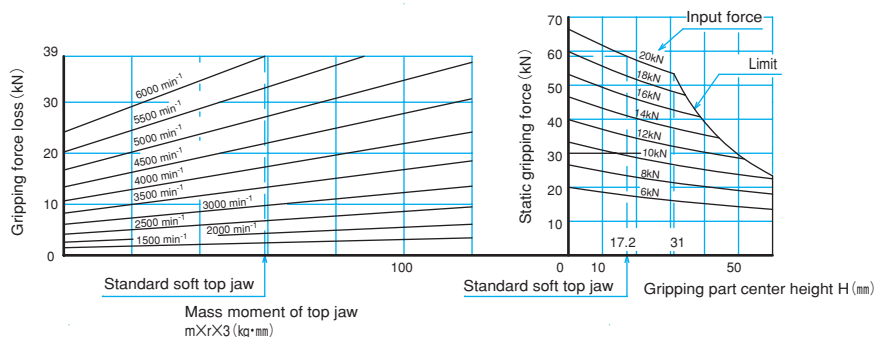 Gripping force loss (kN)
39
30
20
10
0
6000 min-1
5500 min-1
5000 min-1
4500 min-1
4000 min-1
3500 min-1
3000 min-1
2500 min-1
2000 min-1
1500 min-1
100
Standard soft top jaw
Mass moment of top jaw
m×r×3 (kg・mm)
Static gripping force (kN)
70
60
50
40
30
20
10
0
Input force
Limit
20kN
18kN
16kN
14kN
12kN
10kN
8kN
6kN
17.2
31
10
50
Standard soft top jaw
Gripping part center height H (mm)